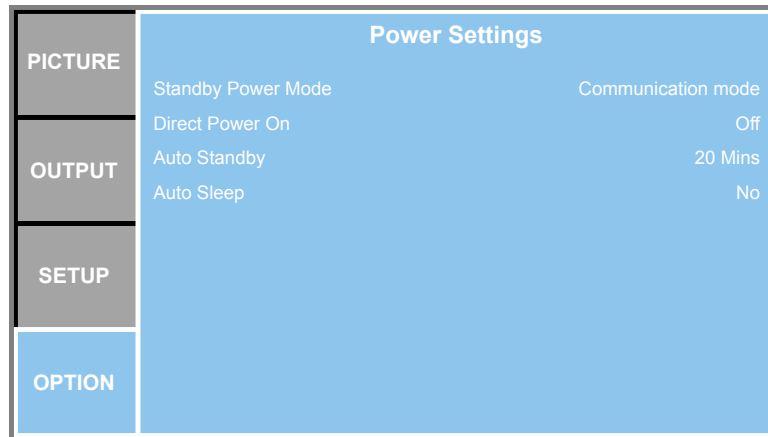 PICTURE
OUTPUT
SETUP
OPTION
Power Settings
Standby Power Mode Communication mode
Direct Power On Off
Auto Standby 20 Mins
Auto Sleep No